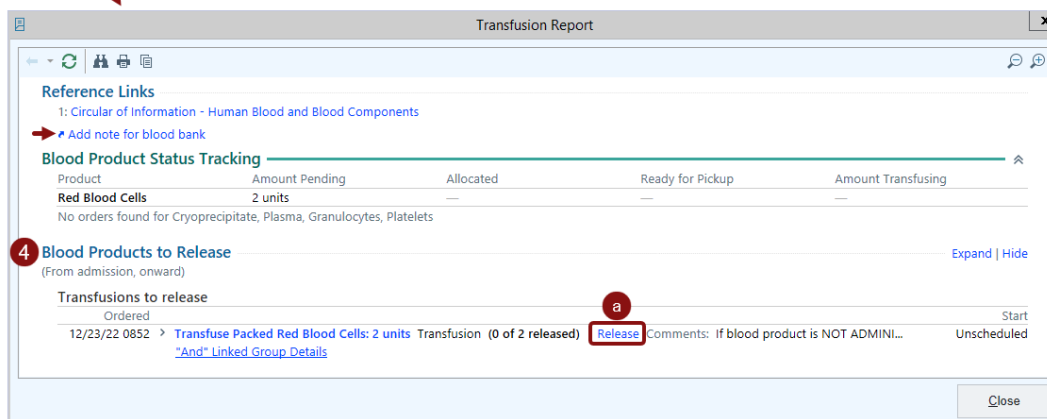 Transfusion Report
x
Reference Links
1: Circular of Information - Human Blood and Blood Components
Add note for blood bank
Blood Product Status Tracking
Product Amount Pending Allocated Ready for Pickup Amount Transfusing
Red Blood Cells 2 units — — —
No orders found for Cryoprecipitate, Plasma, Granulocytes, Platelets
4 Blood Products to Release Expand | Hide
(From admission, onward)
Transfusions to release
a
Ordered Start
12/23/22 0852 > Transfuse Packed Red Blood Cells: 2 units Transfusion (0 of 2 released) Release Comments: If blood product is NOT ADMINI... Unscheduled
"And" Linked Group Details
Close